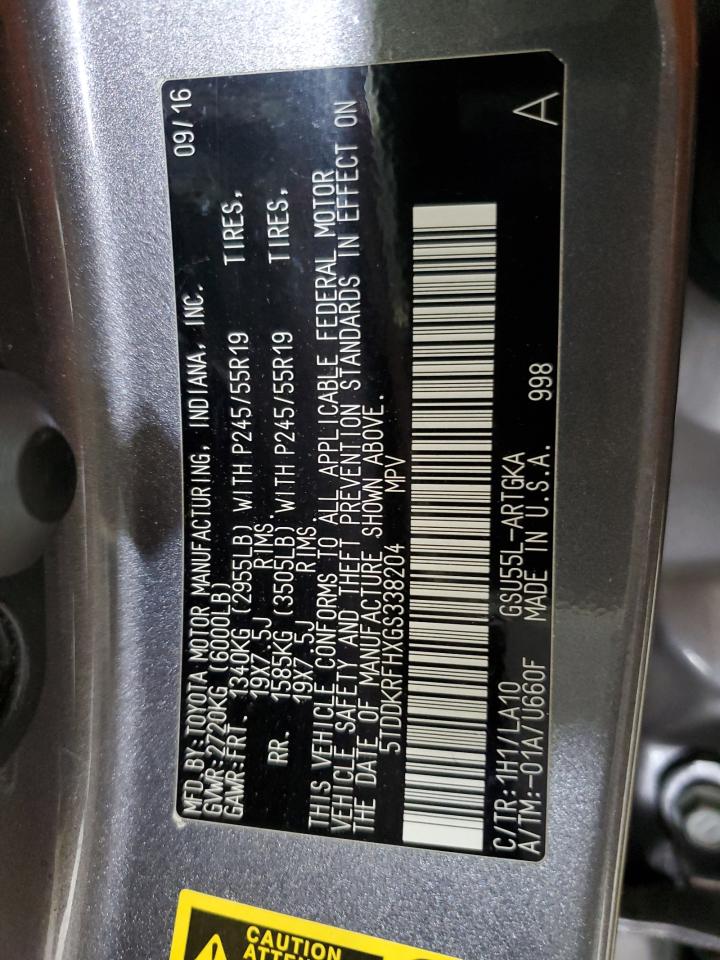 MFD.BY:TOYOTA MOTOR MANUFACTURING, INDIANA, INC. 09/16
GVWR:2720KG (6000LB)
GAWR:FRT. 1340KG (2955LB) WITH P245/55R19 TIRES,
19X7.5J RIMS
RR. 1585KG (3505LB) WITH P245/55R19 TIRES,
19X7.5J RIMS.
THIS VEHICLE CONFORMS TO ALL APPLICABLE FEDERAL MOTOR
VEHICLE SAFETY AND THEFT PREVENTION STANDARDS IN EFFECT ON
THE DATE OF MANUFACTURE SHOWN ABOVE.
5TDDKRFHXGS338204 MPV
C/TR:1H1/LA10 GSU55L-ARTGKA
A/TM:-01A/U660F MADE IN U.S.A. 998 A
CAUTION